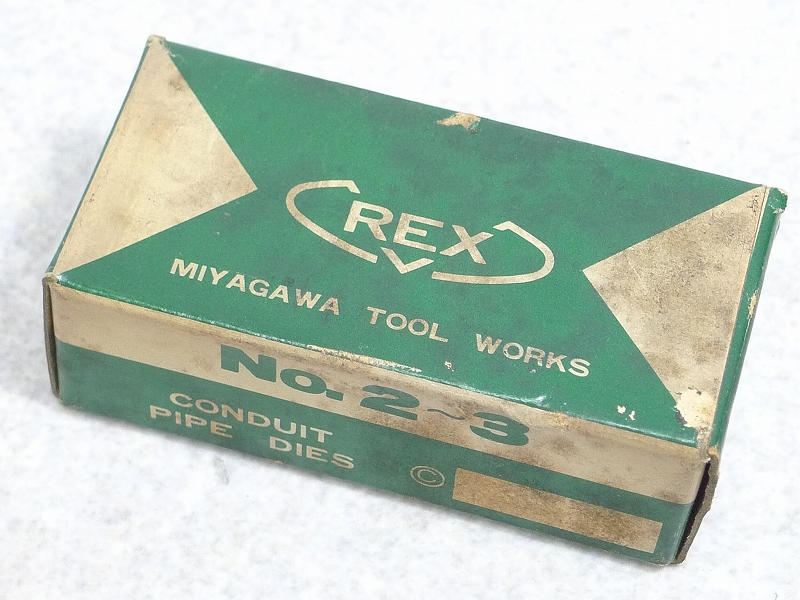 REX
MIYAGAWA TOOL WORKS
No. 2~3
CONDUIT
PIPE DIES
©